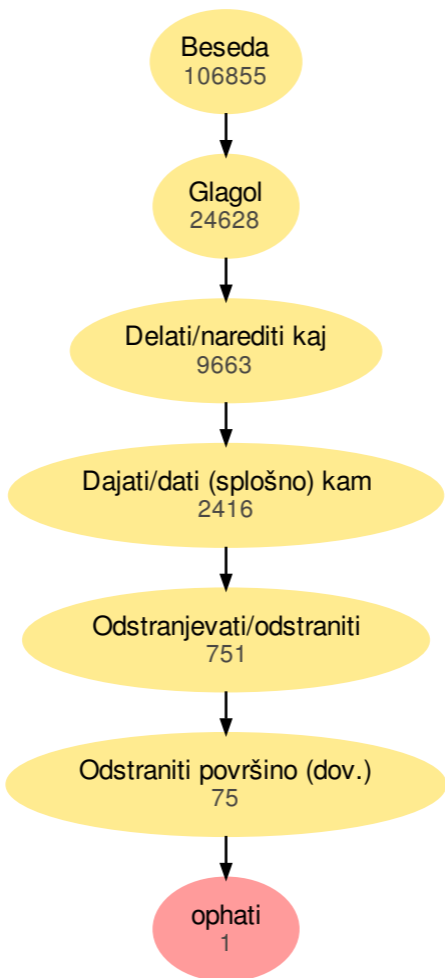 Beseda
106855
Glagol
24628
Delati/narediti kaj
9663
Dajati/dati (splošno) kam
2416
Odstranjevati/odstraniti
751
Odstraniti površino (dov.)
75
ophati
1